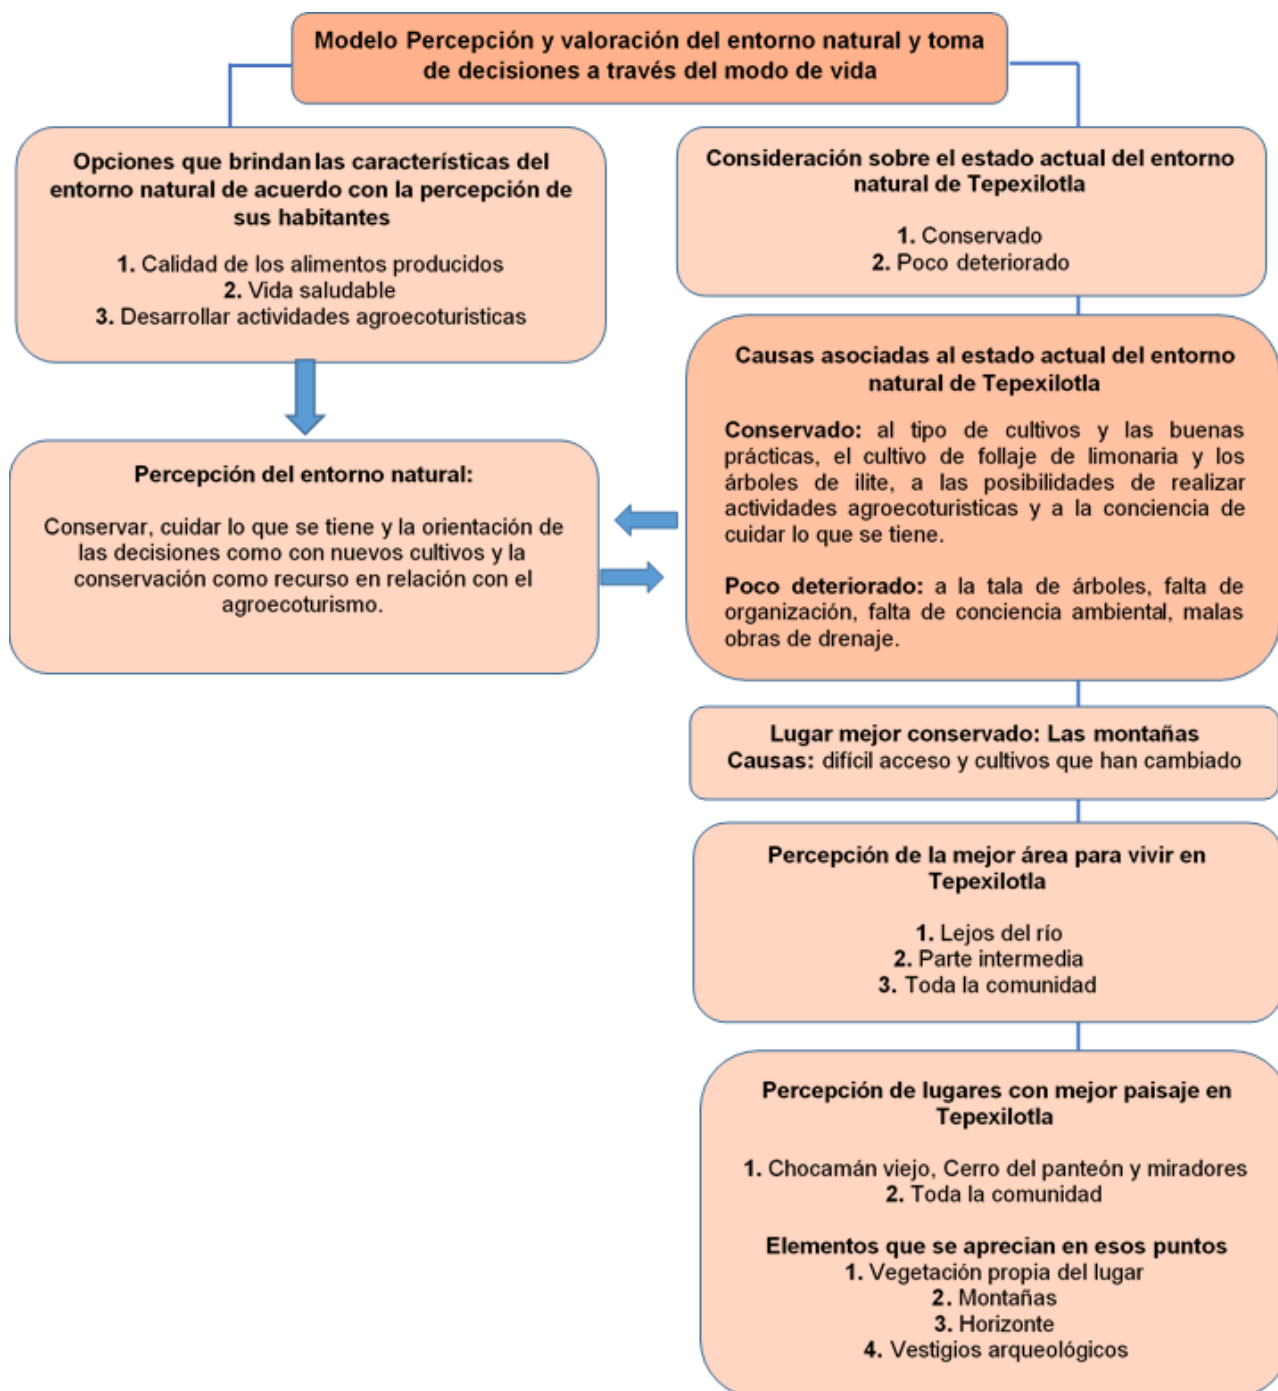 Modelo Percepción y valoración del entorno natural y toma
de decisiones a través del modo de vida
Opciones que brindan las características del
entorno natural de acuerdo con la percepción de
sus habitantes
1. Calidad de los alimentos producidos
2. Vida saludable
3. Desarrollar actividades agroecoturisticas
Percepción del entorno natural:
Conservar, cuidar lo que se tiene y la orientación de
las decisiones como con nuevos cultivos y la
conservación como recurso en relación con el
agroecoturismo.
Consideración sobre el estado actual del entorno
natural de Tepexilotla
1. Conservado
2. Poco deteriorado
Causas asociadas al estado actual del entorno
natural de Tepexilotla
Conservado: al tipo de cultivos y las buenas
prácticas, el cultivo de follaje de limonaria y los
árboles de ilite, a las posibilidades de realizar
actividades agroecoturisticas y a la conciencia de
cuidar lo que se tiene.
Poco deteriorado: a la tala de árboles, falta de
organización, falta de conciencia ambiental, malas
obras de drenaje.
Lugar mejor conservado: Las montañas
Causas: difícil acceso y cultivos que han cambiado
Percepción de la mejor área para vivir en
Tepexilotla
1. Lejos del río
2. Parte intermedia
3. Toda la comunidad
Percepción de lugares con mejor paisaje en
Tepexilotla
1. Chocamán viejo, Cerro del panteón y miradores
2. Toda la comunidad
Elementos que se aprecian en esos puntos
1. Vegetación propia del lugar
2. Montañas
3. Horizonte
4. Vestigios arqueológicos